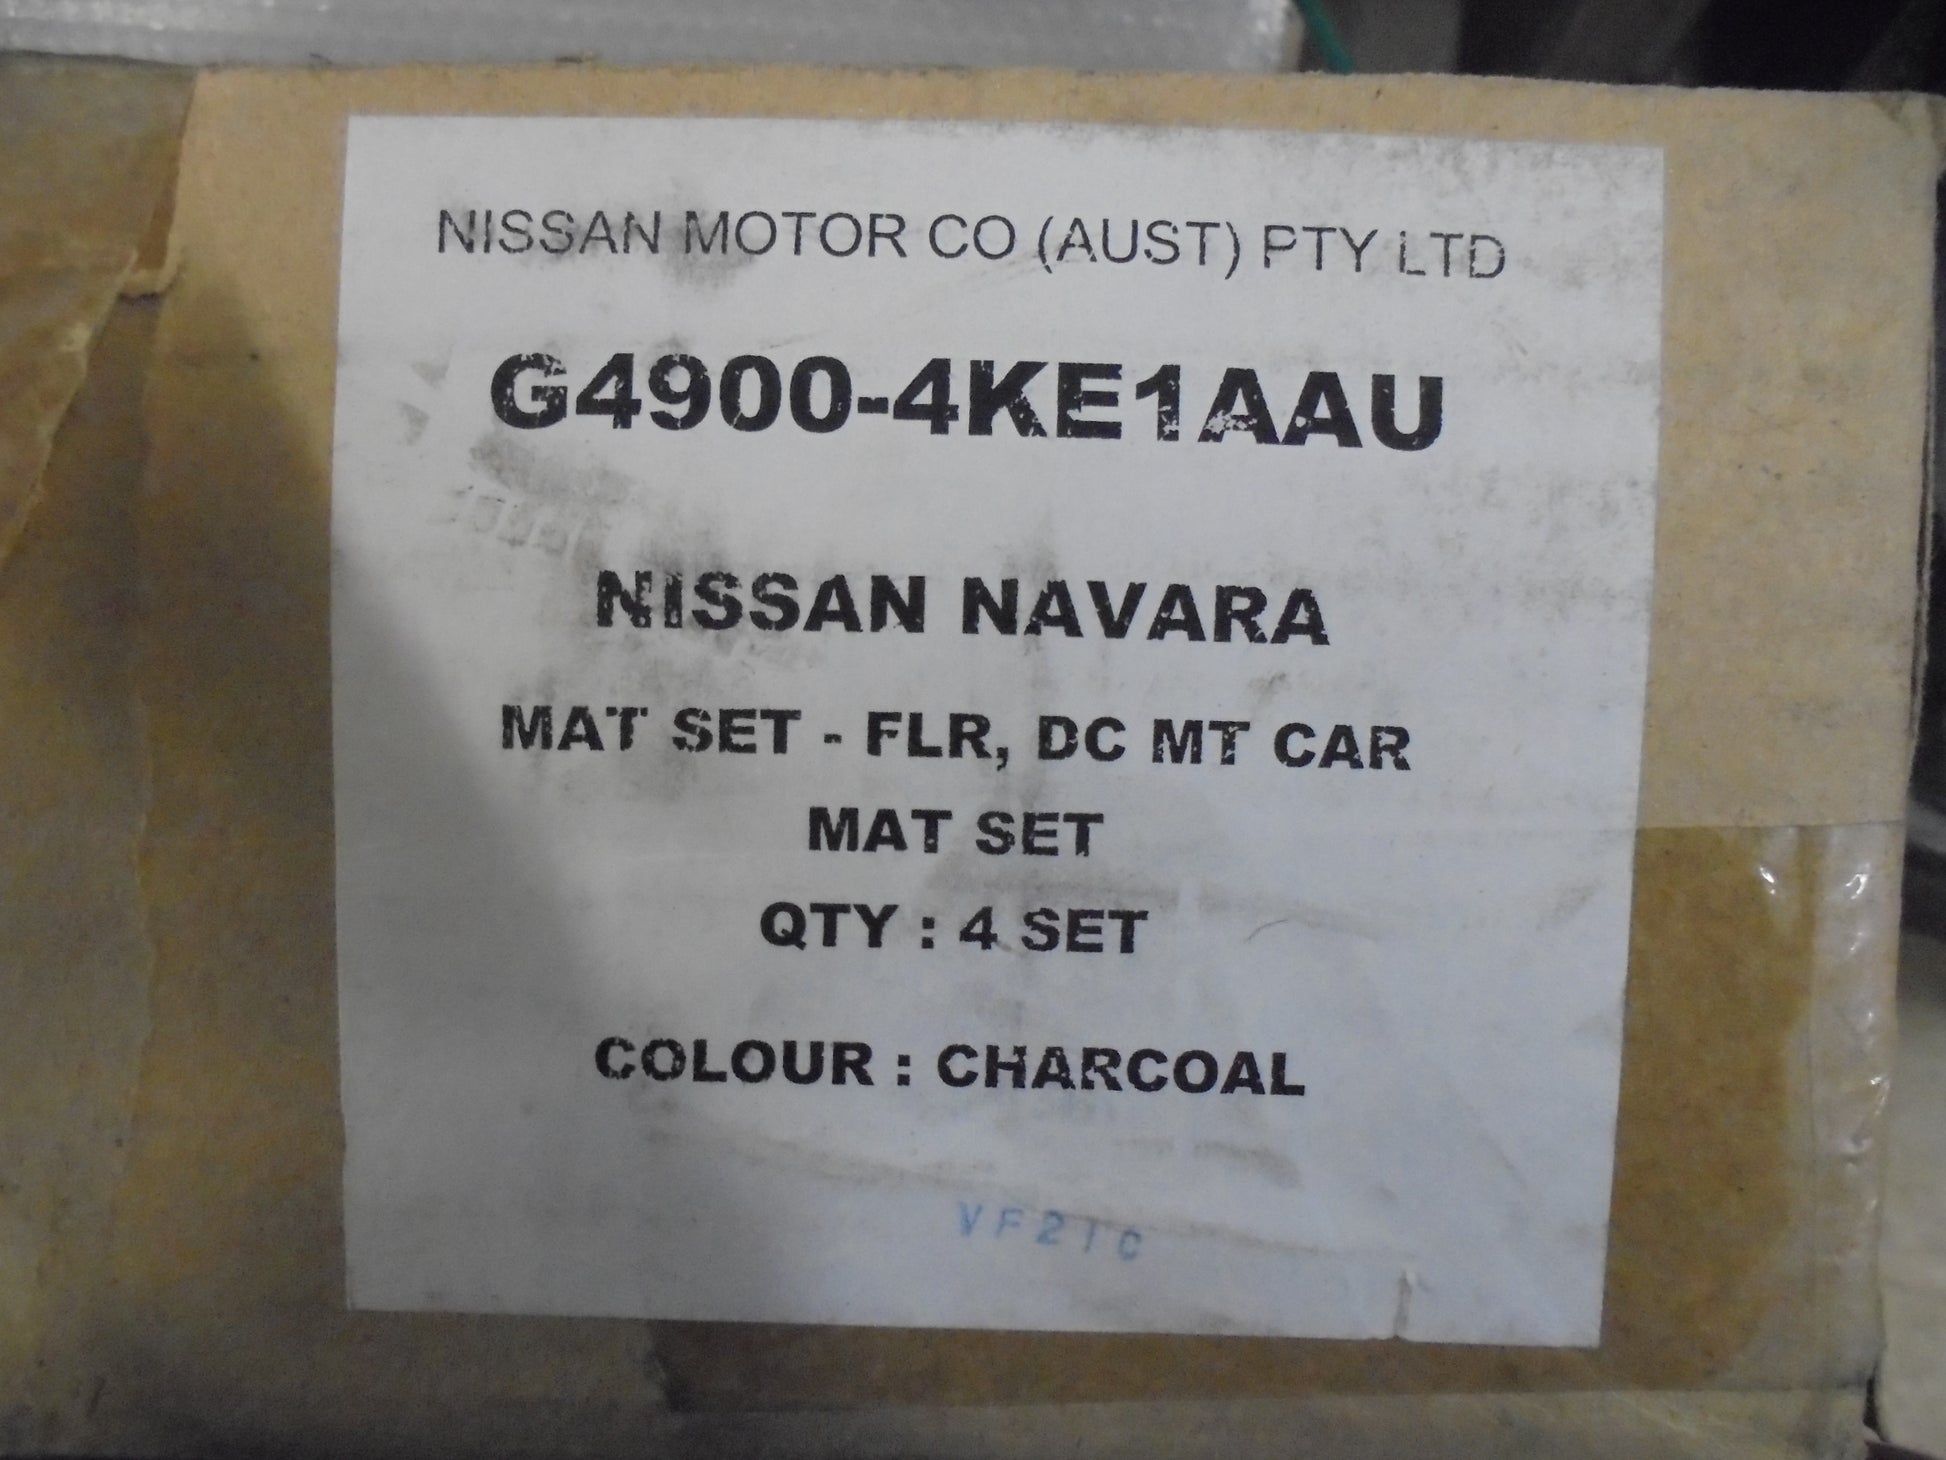 NISSAN MOTOR CO (AUST) PTY LTD
G4900-4KE1AAU
NISSAN NAVARA
MAT SET - FLR, DC MT CAR
MAT SET
QTY : 4 SET
COLOUR : CHARCOAL
VF21C